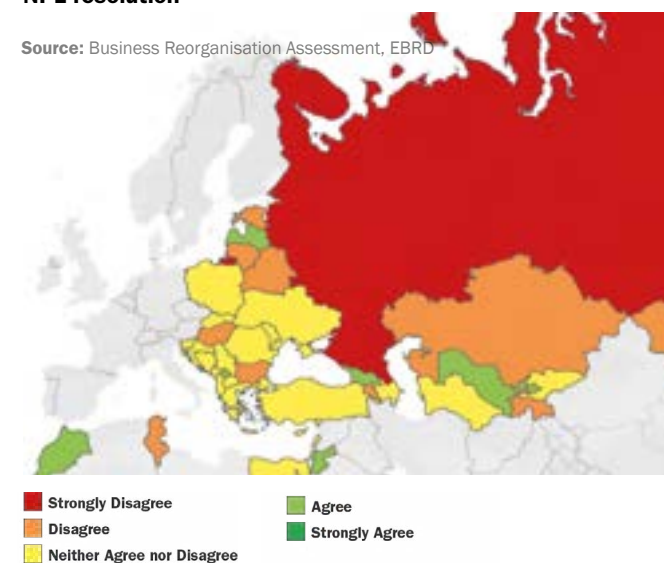 NPL resolution
Source: Business Reorganisation Assessment, EBRD
Strongly Disagree
Disagree
Neither Agree nor Disagree
Agree
Strongly Agree